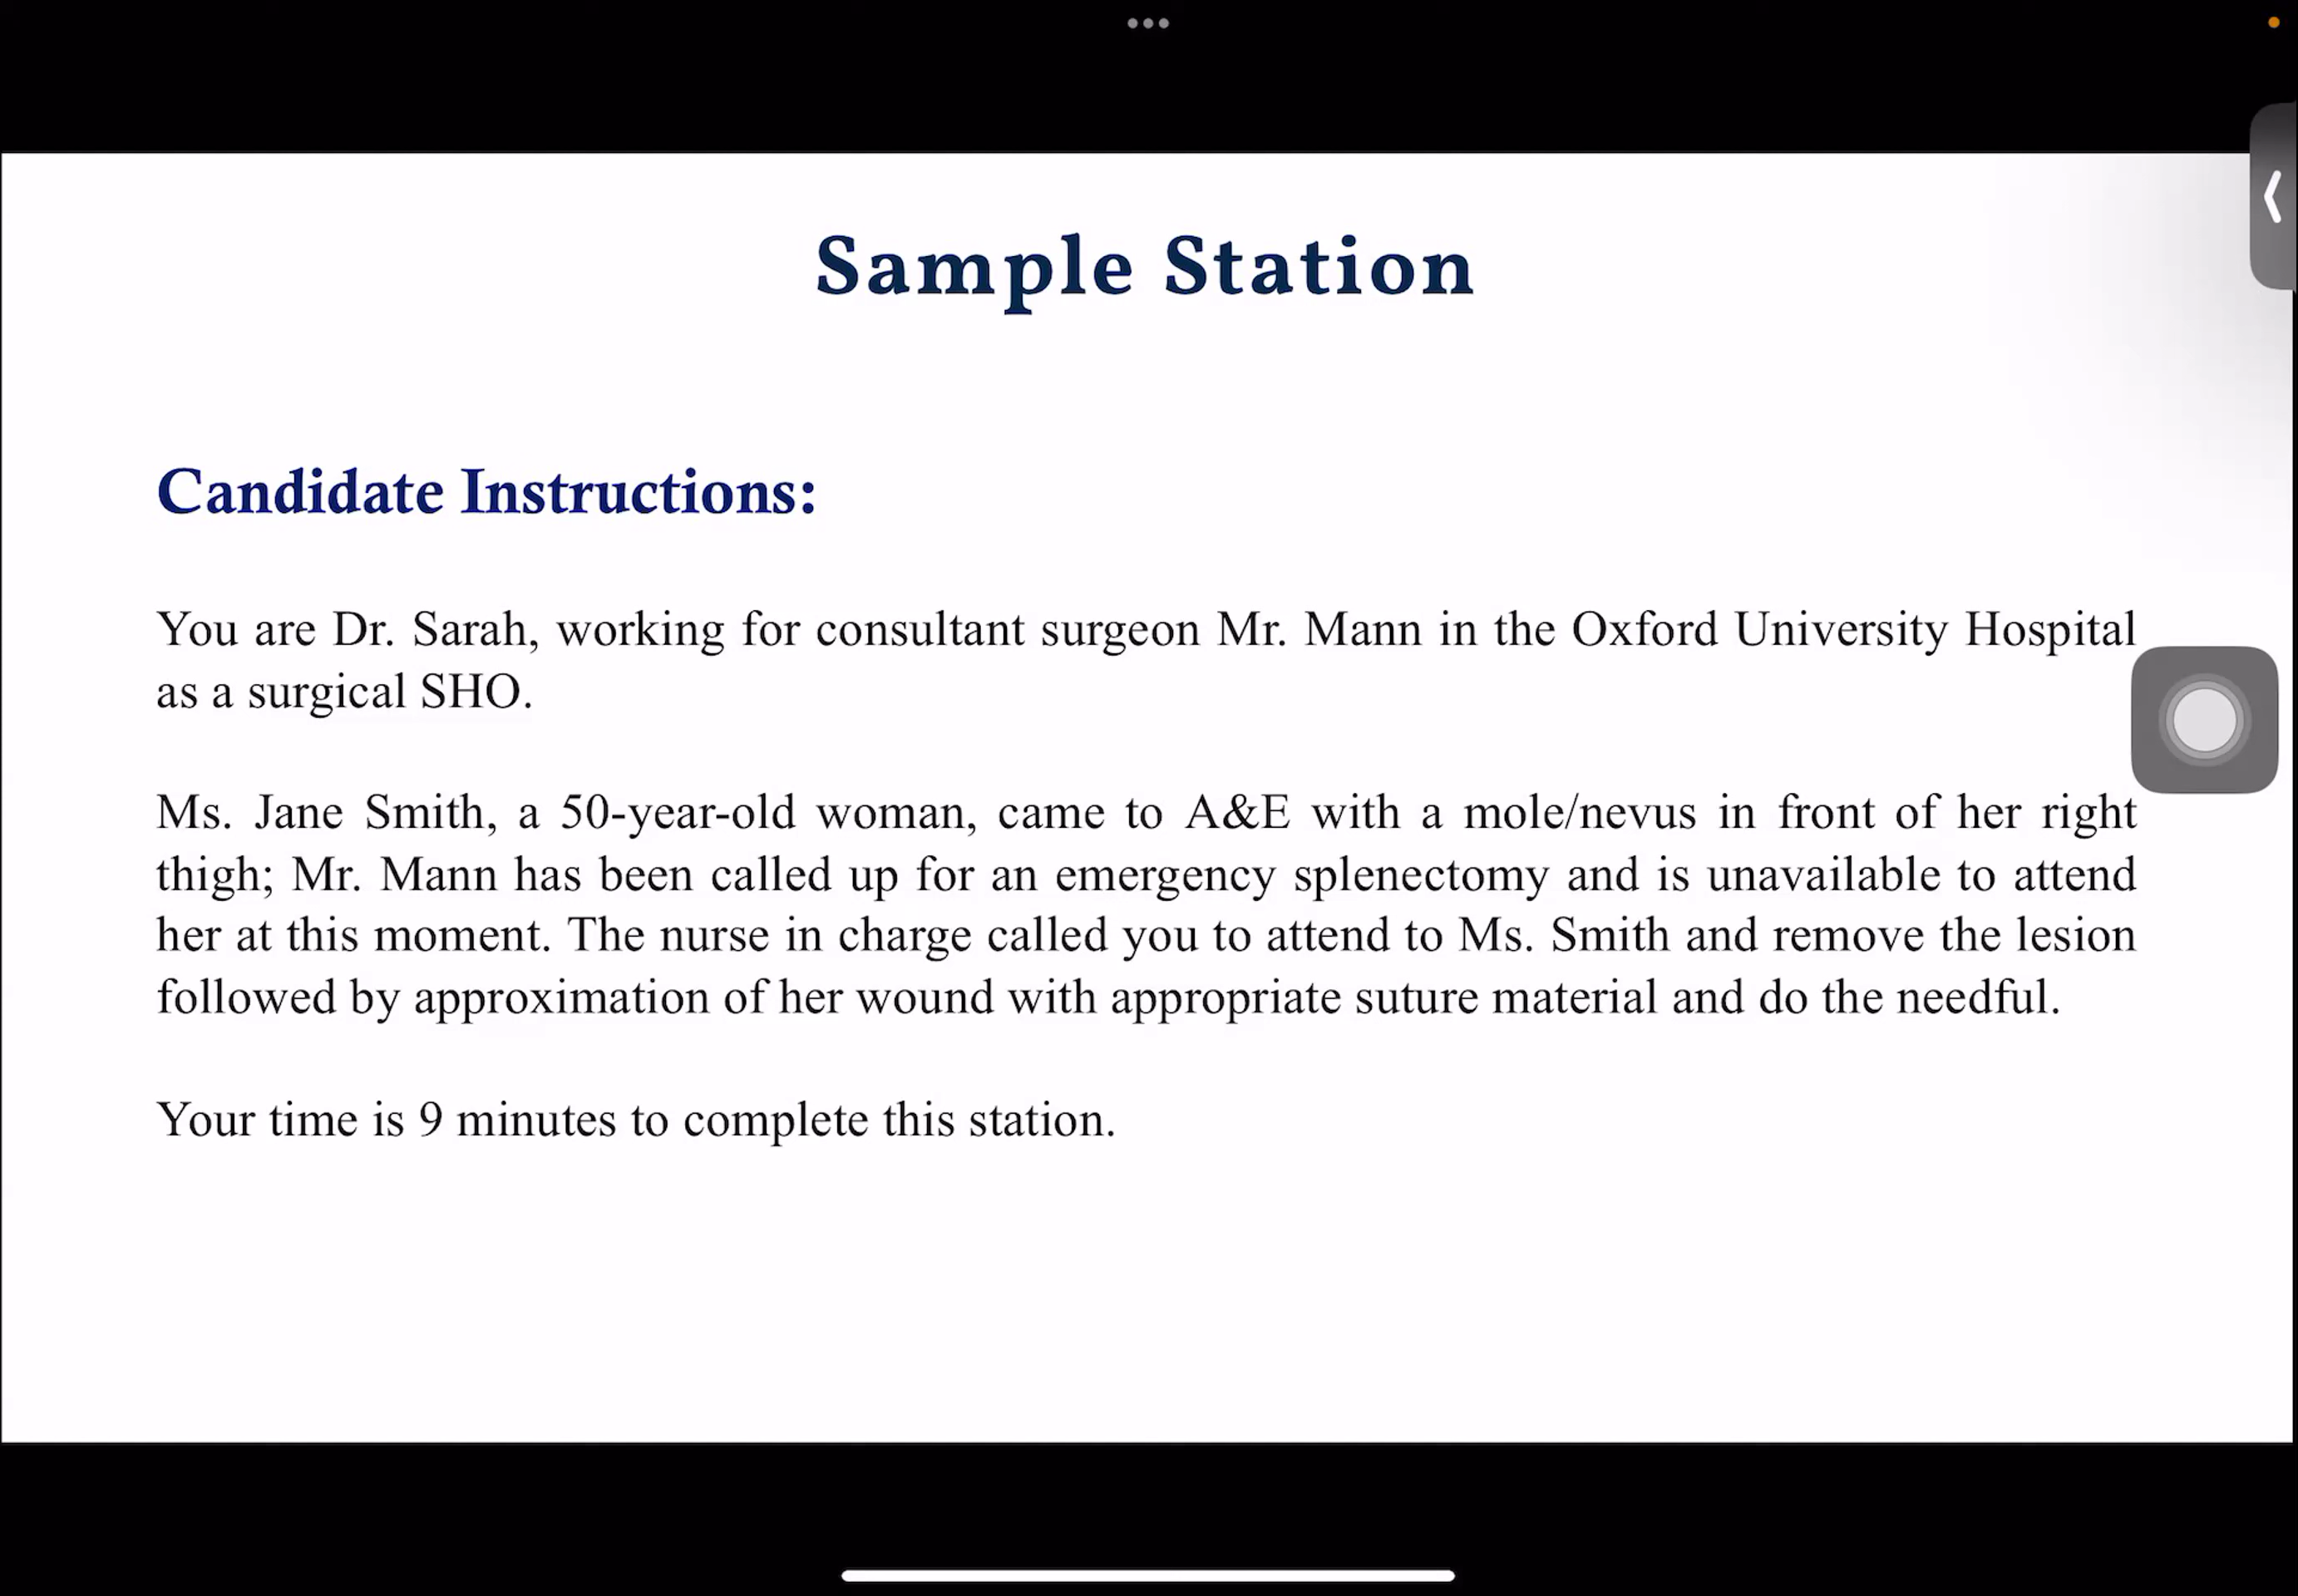 Sample Station
Candidate Instructions:
You are Dr. Sarah, working for consultant surgeon Mr. Mann in the Oxford University Hospital
as a surgical SHO.
Ms. Jane Smith, a 50-year-old woman, came to A&E with a mole/nevus in front of her right
thigh; Mr. Mann has been called up for an emergency splenectomy and is unavailable to attend
her at this moment. The nurse in charge called you to attend to Ms. Smith and remove the lesion
followed by approximation of her wound with appropriate suture material and do the needful.
Your time is 9 minutes to complete this station.